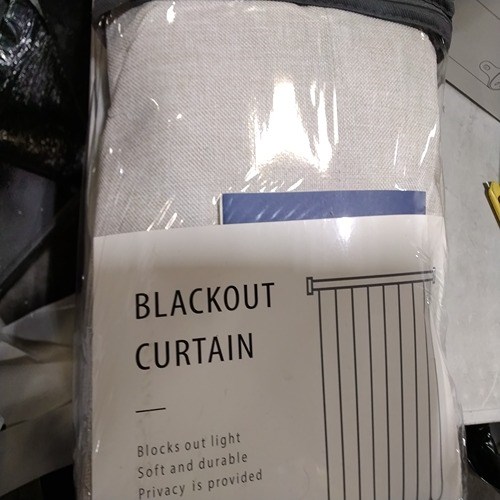 BLACKOUT
CURTAIN
Blocks out light
Soft and durable
Privacy is provided